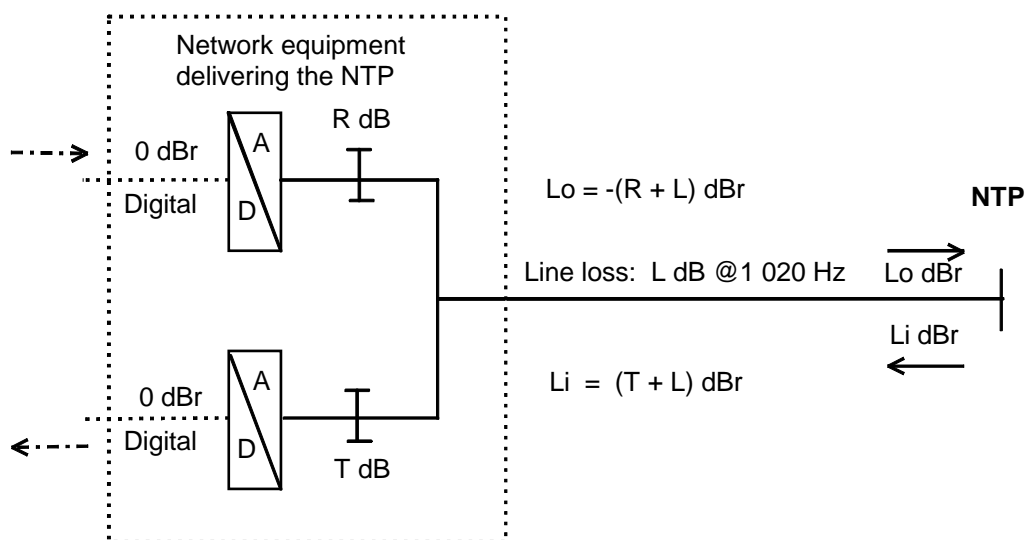 Network equipment
delivering the NTP
R dB
0 dBr
A
Digital
D
Lo = -(R + L) dBr
NTP
Line loss: L dB @1 020 Hz
Lo dBr
Li dBr
0 dBr
A
Digital
D
T dB
Li = (T + L) dBr